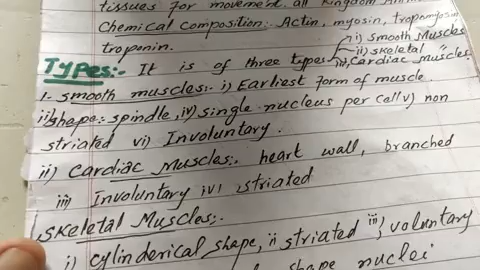 tissues for movement. all Kingdom Anim
Chemical composition:- Actin, myosin, tropomyosin
troponin.
i) Smooth Muscles
ii) skeletal "
iii) Cardiac muscles
Types:- It is of three types
1- smooth muscles:- i) Earliest form of muscle
ii) shape:- spindle, iv) single nucleus per cell v) non
striated vi) Involuntary.
ii) Cardiac Muscles:. heart wall, branched
iii) Involuntary iv) striated
Skeletal Muscles:-
i) Cylinderical shape, ii striated iii) voluntary
shape nuclei